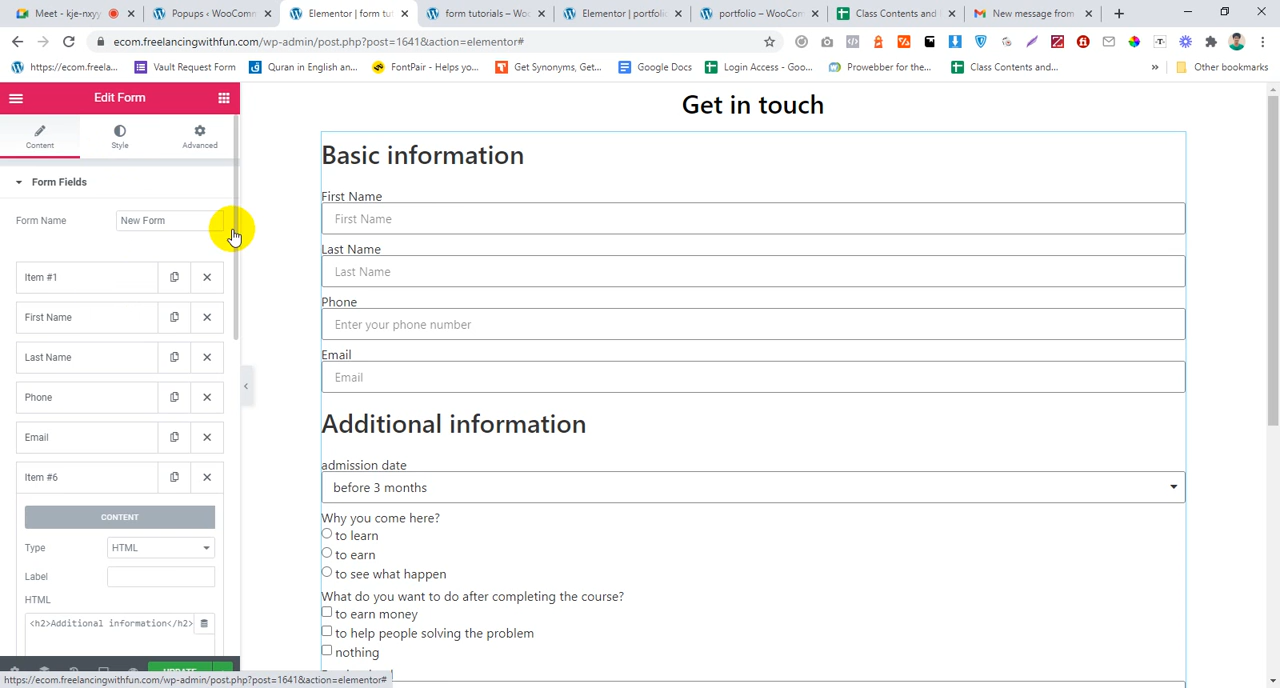 Meet - kje-nxyy
Popups ‹ WooComm
Elementor | form tut
form tutorials – Woo
Elementor | portfolio
portfolio – WooCom
Class Contents and
New message from
ecom.freelancingwithfun.com/wp-admin/post.php?post=1641&action=elementor#
https://ecom.freela...
Vault Request Form
Quran in English an...
FontPair - Helps yo...
Get Synonyms, Get...
Google Docs
Login Access - Goo...
Prowebber for the...
Class Contents and...
»
Other bookmarks
Edit Form
Get in touch
Content
Style
Advanced
Basic information
Form Fields
First Name
Form Name
New Form
First Name
Last Name
Last Name
Item #1
Phone
First Name
Enter your phone number
Last Name
Email
Email
Phone
Additional information
Email
admission date
Item #6
before 3 months
CONTENT
Why you come here?
to learn
Type
HTML
to earn
Label
to see what happen
HTML
What do you want to do after completing the course?
<h2>Additional information</h2>
to earn money
to help people solving the problem
nothing
UPDATE
https://ecom.freelancingwithfun.com/wp-admin/post.php?post=1641&action=elementor#